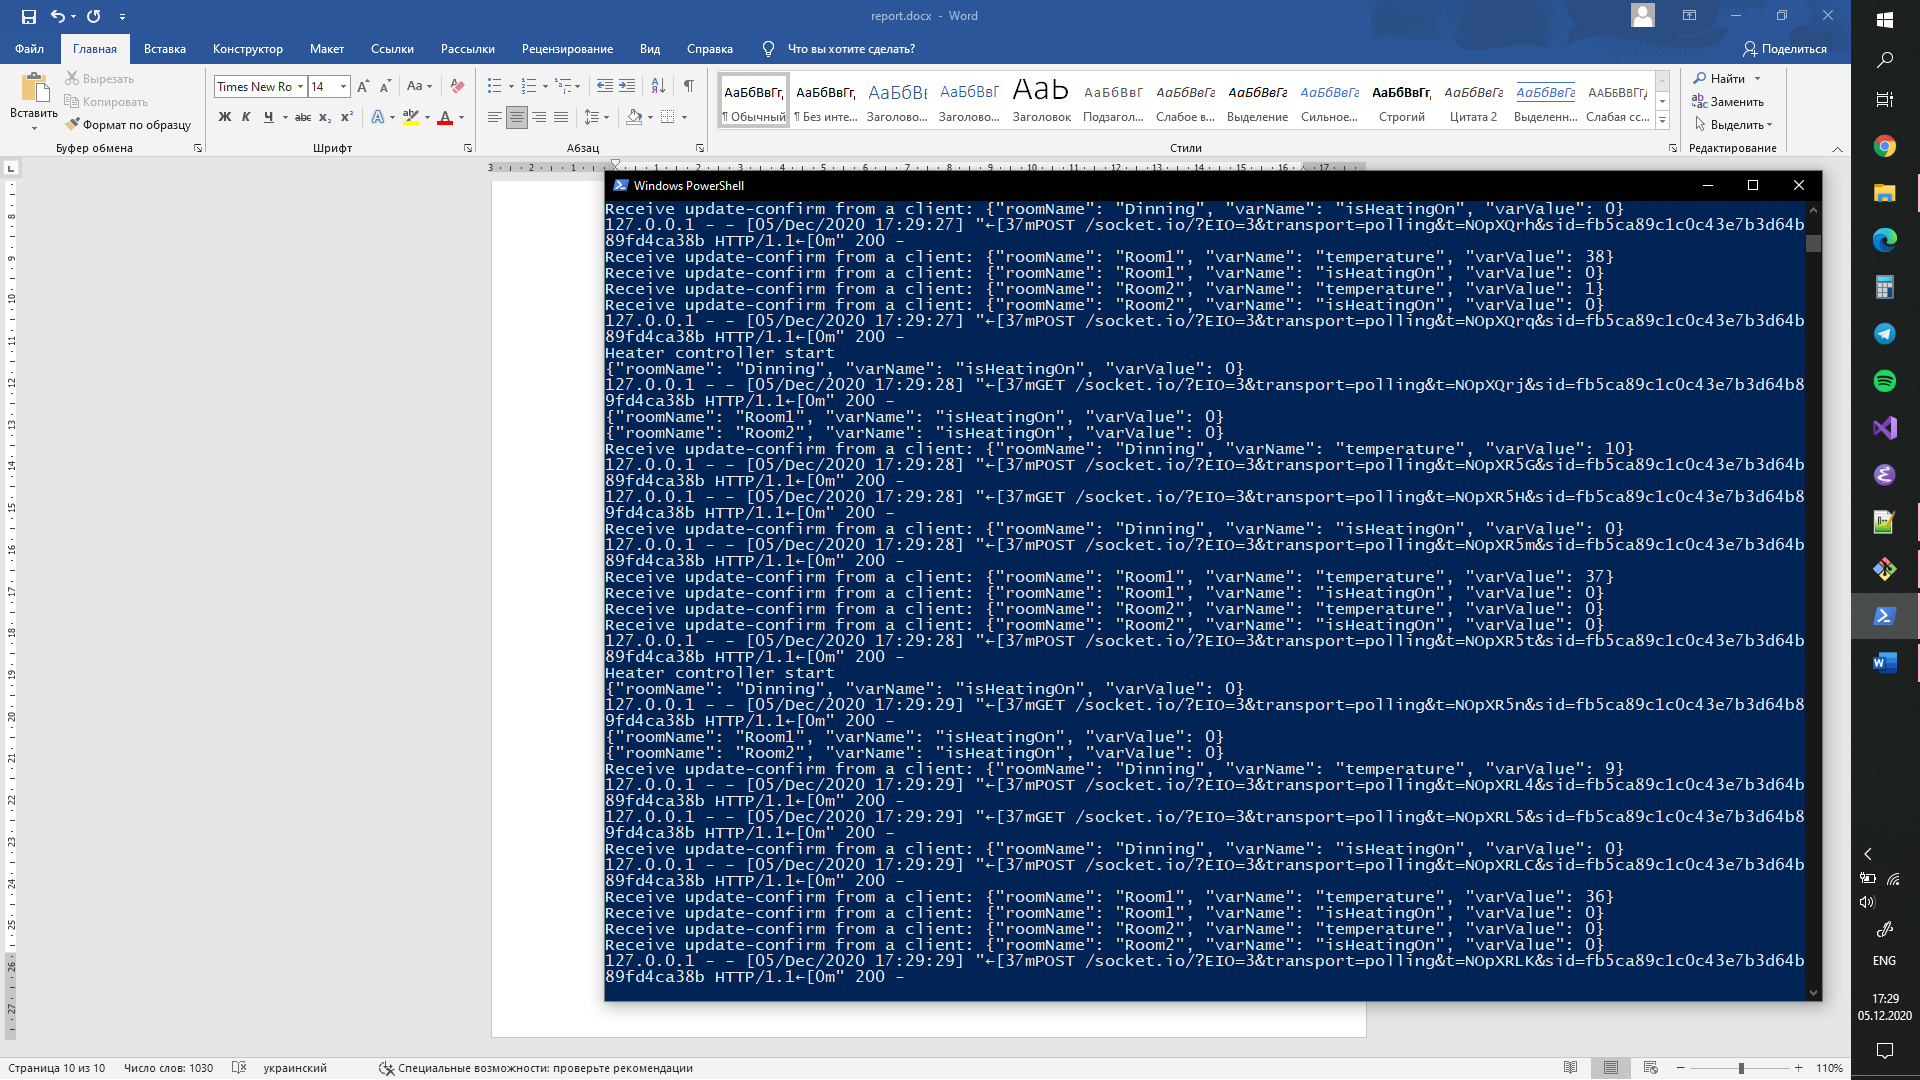 report.docx - Word
Файл Главная Вставка Конструктор Макет Ссылки Рассылки Рецензирование Вид Справка Что вы хотите сделать? Поделиться
Вставить
Вырезать
Копировать
Формат по образцу
Буфер обмена
Times New Ro 14
Шрифт
Абзац
¶ Обычный ¶ Без инте... Заголово... Заголово... Заголовок Подзагол... Слабое в... Выделение Сильное... Строгий Цитата 2 Выделенн... Слабая сс...
Стили
Найти
Заменить
Выделить
Редактирование
Windows PowerShell
Receive update-confirm from a client: {"roomName": "Dinning", "varName": "isHeatingOn", "varValue": 0}
127.0.0.1 - - [05/Dec/2020 17:29:27] "←[37mPOST /socket.io/?EIO=3&transport=polling&t=NOpXQrh&sid=fb5ca89c1c0c43e7b3d64b
89fd4ca38b HTTP/1.1←[0m" 200 -
Receive update-confirm from a client: {"roomName": "Room1", "varName": "temperature", "varValue": 38}
Receive update-confirm from a client: {"roomName": "Room1", "varName": "isHeatingOn", "varValue": 0}
Receive update-confirm from a client: {"roomName": "Room2", "varName": "temperature", "varValue": 1}
Receive update-confirm from a client: {"roomName": "Room2", "varName": "isHeatingOn", "varValue": 0}
127.0.0.1 - - [05/Dec/2020 17:29:27] "←[37mPOST /socket.io/?EIO=3&transport=polling&t=NOpXQrq&sid=fb5ca89c1c0c43e7b3d64b
89fd4ca38b HTTP/1.1←[0m" 200 -
Heater controller start
{"roomName": "Dinning", "varName": "isHeatingOn", "varValue": 0}
127.0.0.1 - - [05/Dec/2020 17:29:28] "←[37mGET /socket.io/?EIO=3&transport=polling&t=NOpXQrj&sid=fb5ca89c1c0c43e7b3d64b8
9fd4ca38b HTTP/1.1←[0m" 200 -
{"roomName": "Room1", "varName": "isHeatingOn", "varValue": 0}
{"roomName": "Room2", "varName": "isHeatingOn", "varValue": 0}
Receive update-confirm from a client: {"roomName": "Dinning", "varName": "temperature", "varValue": 10}
127.0.0.1 - - [05/Dec/2020 17:29:28] "←[37mPOST /socket.io/?EIO=3&transport=polling&t=NOpXR5G&sid=fb5ca89c1c0c43e7b3d64b
89fd4ca38b HTTP/1.1←[0m" 200 -
127.0.0.1 - - [05/Dec/2020 17:29:28] "←[37mGET /socket.io/?EIO=3&transport=polling&t=NOpXR5H&sid=fb5ca89c1c0c43e7b3d64b8
9fd4ca38b HTTP/1.1←[0m" 200 -
Receive update-confirm from a client: {"roomName": "Dinning", "varName": "isHeatingOn", "varValue": 0}
127.0.0.1 - - [05/Dec/2020 17:29:28] "←[37mPOST /socket.io/?EIO=3&transport=polling&t=NOpXR5m&sid=fb5ca89c1c0c43e7b3d64b
89fd4ca38b HTTP/1.1←[0m" 200 -
Receive update-confirm from a client: {"roomName": "Room1", "varName": "temperature", "varValue": 37}
Receive update-confirm from a client: {"roomName": "Room1", "varName": "isHeatingOn", "varValue": 0}
Receive update-confirm from a client: {"roomName": "Room2", "varName": "temperature", "varValue": 0}
Receive update-confirm from a client: {"roomName": "Room2", "varName": "isHeatingOn", "varValue": 0}
127.0.0.1 - - [05/Dec/2020 17:29:28] "←[37mPOST /socket.io/?EIO=3&transport=polling&t=NOpXR5t&sid=fb5ca89c1c0c43e7b3d64b
89fd4ca38b HTTP/1.1←[0m" 200 -
Heater controller start
{"roomName": "Dinning", "varName": "isHeatingOn", "varValue": 0}
127.0.0.1 - - [05/Dec/2020 17:29:29] "←[37mGET /socket.io/?EIO=3&transport=polling&t=NOpXR5n&sid=fb5ca89c1c0c43e7b3d64b8
9fd4ca38b HTTP/1.1←[0m" 200 -
{"roomName": "Room1", "varName": "isHeatingOn", "varValue": 0}
{"roomName": "Room2", "varName": "isHeatingOn", "varValue": 0}
Receive update-confirm from a client: {"roomName": "Dinning", "varName": "temperature", "varValue": 9}
127.0.0.1 - - [05/Dec/2020 17:29:29] "←[37mPOST /socket.io/?EIO=3&transport=polling&t=NOpXRL4&sid=fb5ca89c1c0c43e7b3d64b
89fd4ca38b HTTP/1.1←[0m" 200 -
127.0.0.1 - - [05/Dec/2020 17:29:29] "←[37mGET /socket.io/?EIO=3&transport=polling&t=NOpXRL5&sid=fb5ca89c1c0c43e7b3d64b8
9fd4ca38b HTTP/1.1←[0m" 200 -
Receive update-confirm from a client: {"roomName": "Dinning", "varName": "isHeatingOn", "varValue": 0}
127.0.0.1 - - [05/Dec/2020 17:29:29] "←[37mPOST /socket.io/?EIO=3&transport=polling&t=NOpXRLC&sid=fb5ca89c1c0c43e7b3d64b
89fd4ca38b HTTP/1.1←[0m" 200 -
Receive update-confirm from a client: {"roomName": "Room1", "varName": "temperature", "varValue": 36}
Receive update-confirm from a client: {"roomName": "Room1", "varName": "isHeatingOn", "varValue": 0}
Receive update-confirm from a client: {"roomName": "Room2", "varName": "temperature", "varValue": 0}
Receive update-confirm from a client: {"roomName": "Room2", "varName": "isHeatingOn", "varValue": 0}
127.0.0.1 - - [05/Dec/2020 17:29:29] "←[37mPOST /socket.io/?EIO=3&transport=polling&t=NOpXRLK&sid=fb5ca89c1c0c43e7b3d64b
89fd4ca38b HTTP/1.1←[0m" 200 -
ENG
17:29
05.12.2020
Страница 10 из 10 Число слов: 1030 украинский Специальные возможности: проверьте рекомендации 110%